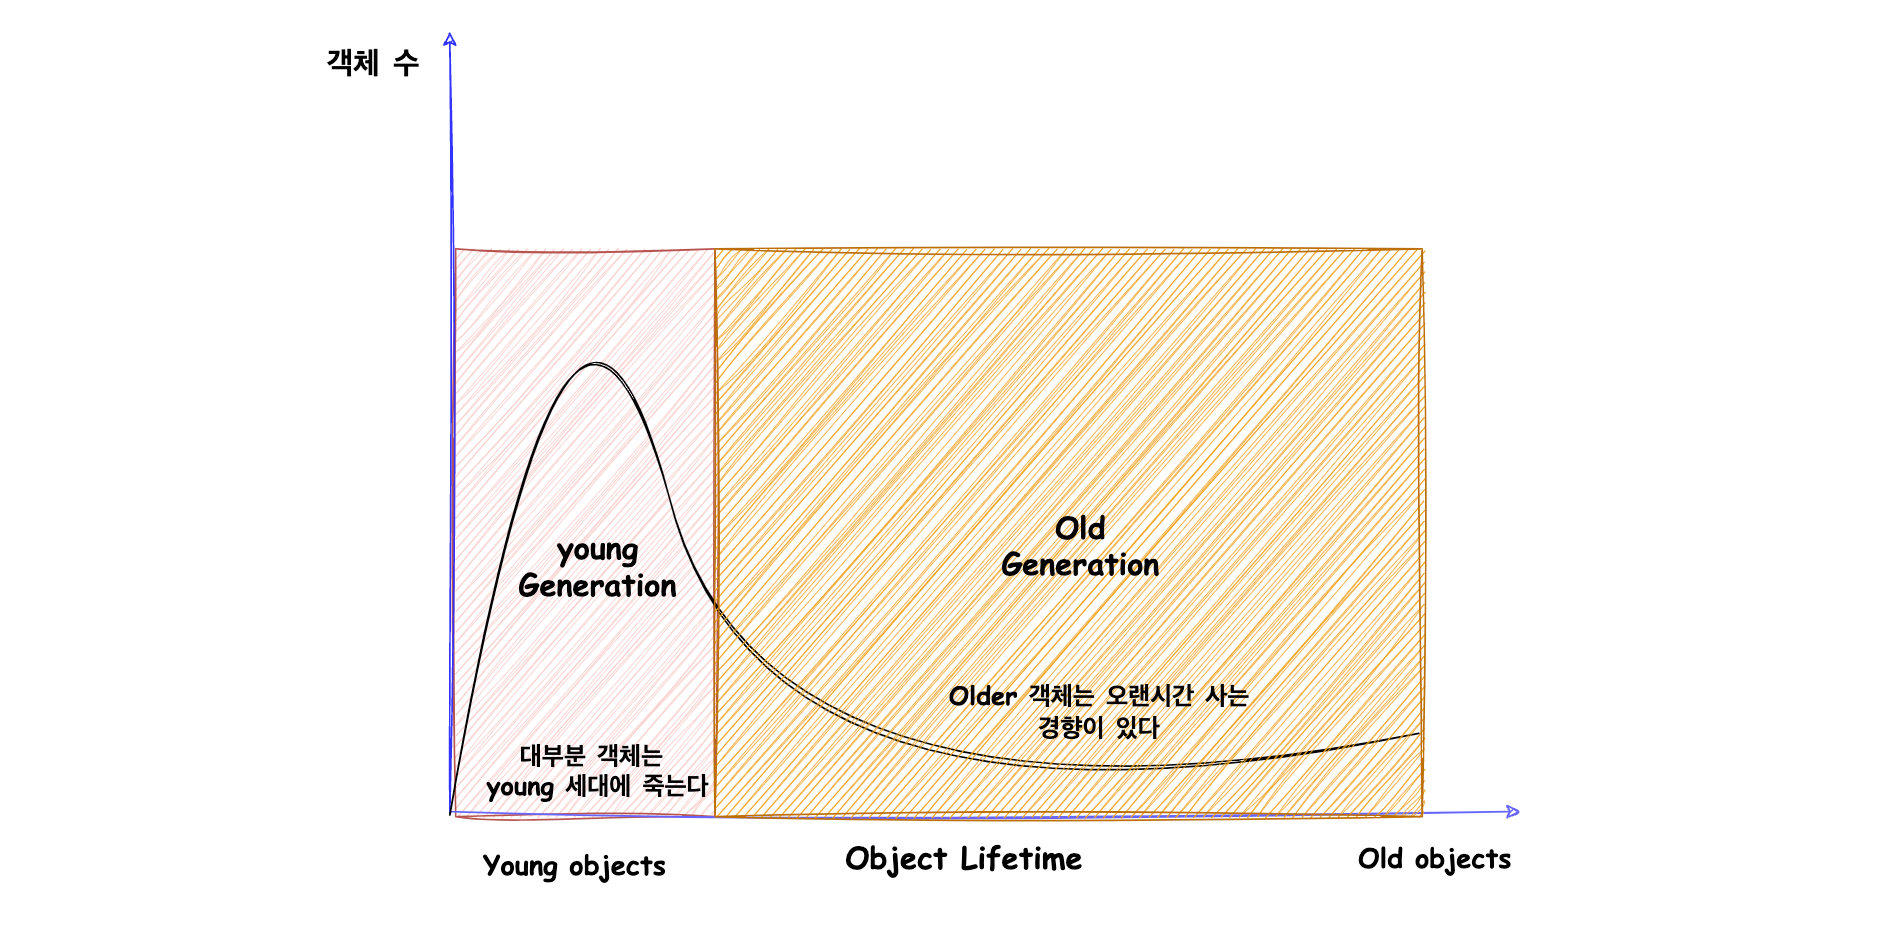 객체 수
young
Generation
대부분 객체는
young 세대에 죽는다
Old
Generation
Older 객체는 오랜시간 사는
경향이 있다
Young objects
Object Lifetime
Old objects